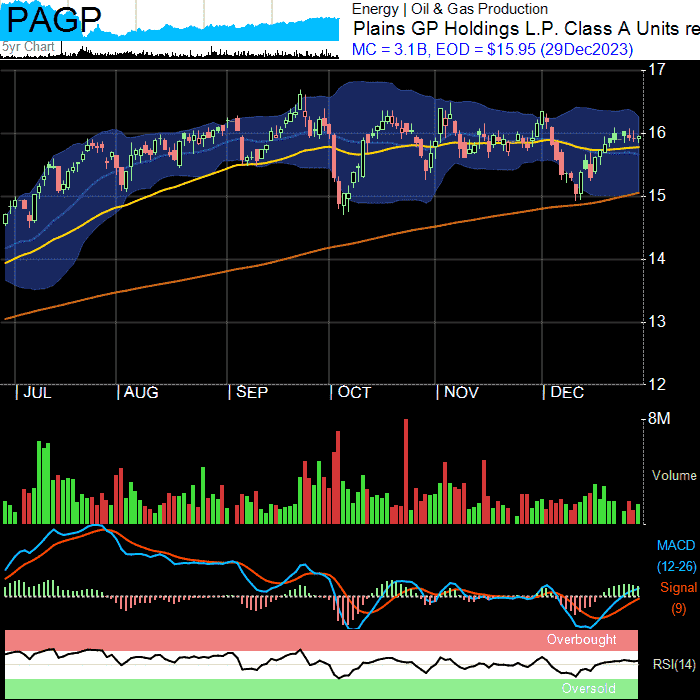 PAGP
5yr Chart
Energy | Oil & Gas Production
Plains GP Holdings L.P. Class A Units re
MC = 3.1B, EOD = $15.95 (29Dec2023)
17
16
15
14
13
12
| JUL | AUG | SEP | OCT | NOV | DEC
8M
Volume
MACD
(12-26)
Signal
(9)
Overbought
RSI(14)
Oversold